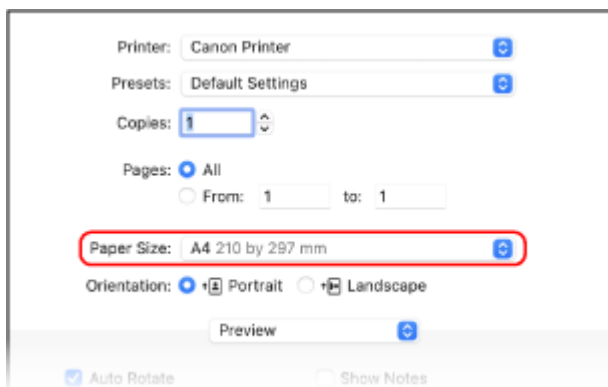 Printer: Canon Printer
Presets: Default Settings
Copies: 1
Pages: All
From: 1 to: 1
Paper Size: A4 210 by 297 mm
Orientation: Portrait Landscape
Preview
Auto Rotate Show Notes